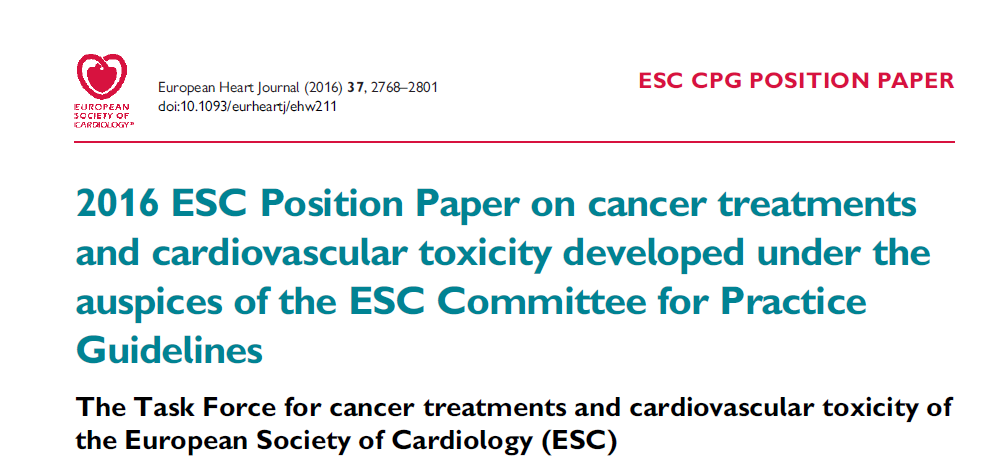 EUROPEAN
SOCIETY OF
CARDIOLOGY®
European Heart Journal (2016) 37, 2768–2801
doi:10.1093/eurheartj/ehw211
ESC CPG POSITION PAPER
2016 ESC Position Paper on cancer treatments
and cardiovascular toxicity developed under the
auspices of the ESC Committee for Practice
Guidelines
The Task Force for cancer treatments and cardiovascular toxicity of
the European Society of Cardiology (ESC)